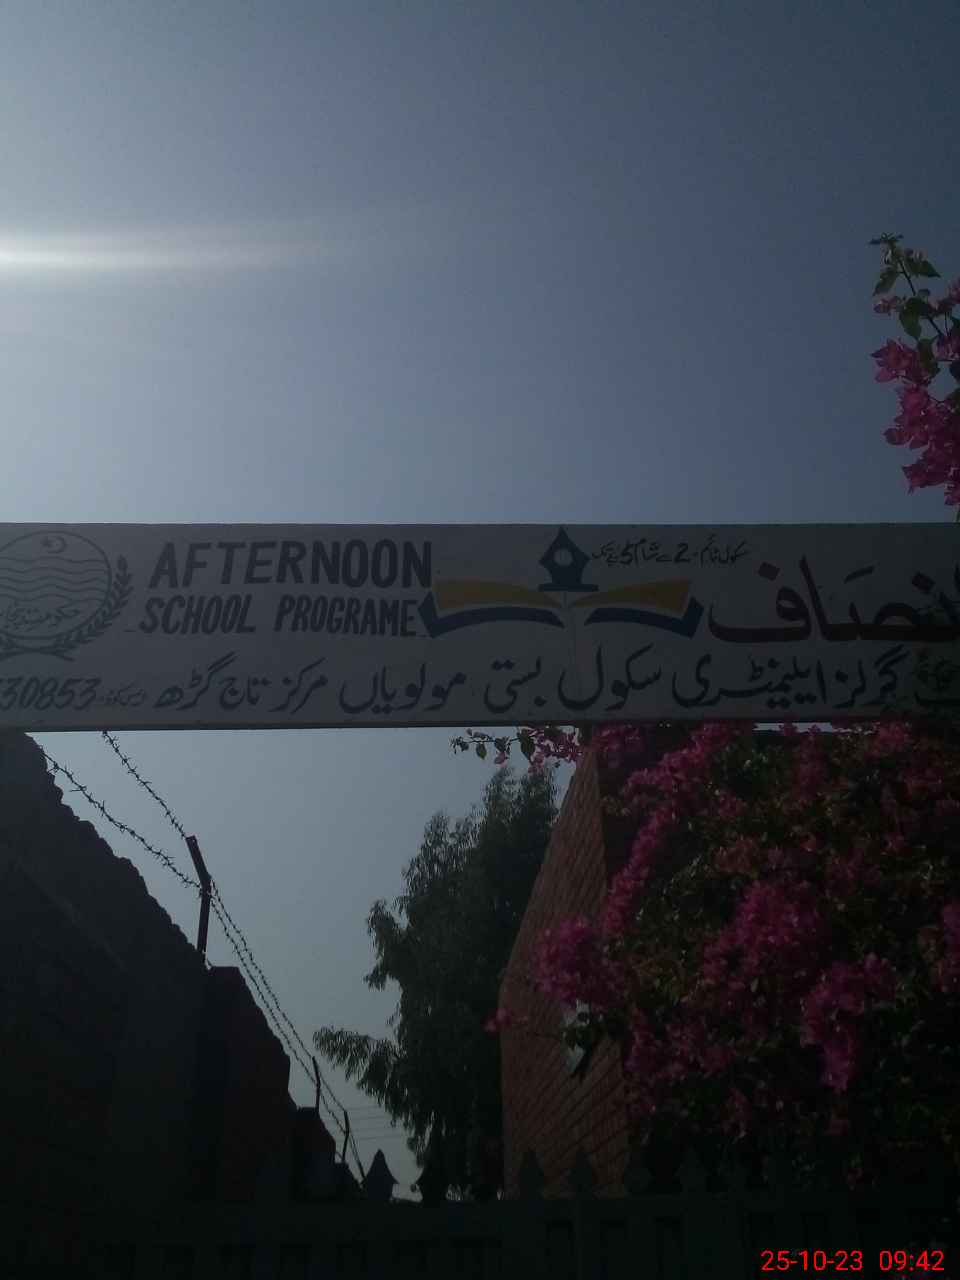 AFTERNOON
SCHOOL PROGRAME
سکول ٹائم 2 سے شام 5 بجے تک
انصاف
گرلز ایلیمنٹری سکول بستی مولویاں مرکز تاج گڑھ
30853
25-10-23 09:42